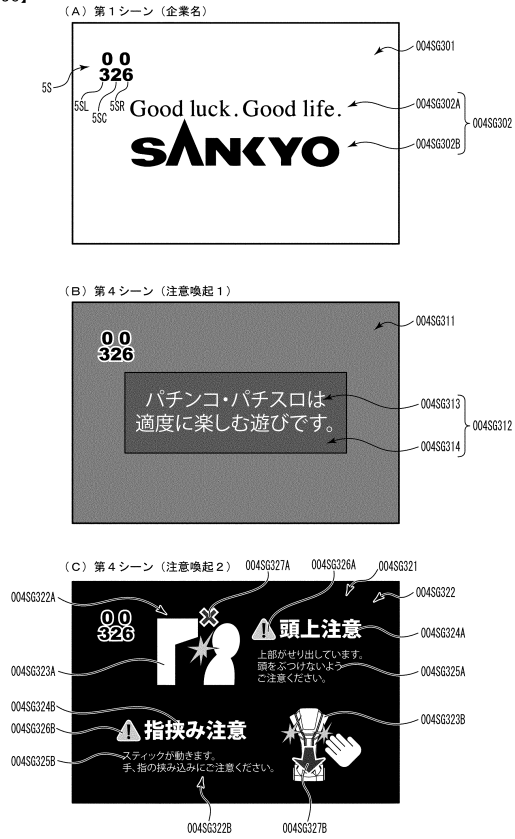 (A)第1シーン(企業名)
004SG301
0 0
326
5S
5SL
5SC
5SR
Good luck. Good life.
SANKYO
004SG302A
004SG302B
004SG302
(B)第4シーン(注意喚起1)
004SG311
0 0
326
パチンコ・パチスロは
適度に楽しむ遊びです。
004SG313
004SG314
004SG312
(C)第4シーン(注意喚起2)
004SG327A
004SG326A
004SG321
004SG322A
004SG322
0 0
326
頭上注意
004SG324A
上部がせり出しています。
頭をぶつけないよう
ご注意ください。
004SG325A
004SG323A
004SG324B
004SG326B
指挟み注意
004SG323B
004SG325B
スティックが動きます。
手、指の挟み込みにご注意ください。
004SG322B
004SG327B